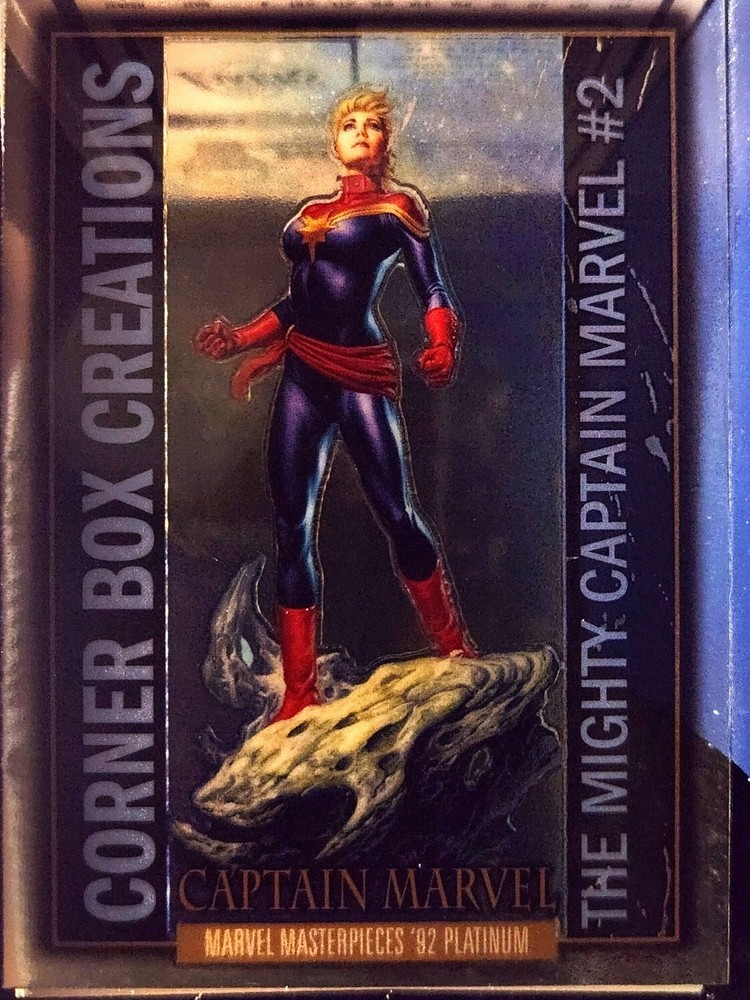 CORNER BOX CREATIONS
THE MIGHTY CAPTAIN MARVEL #2
CAPTAIN MARVEL
MARVEL MASTERPIECES '92 PLATINUM